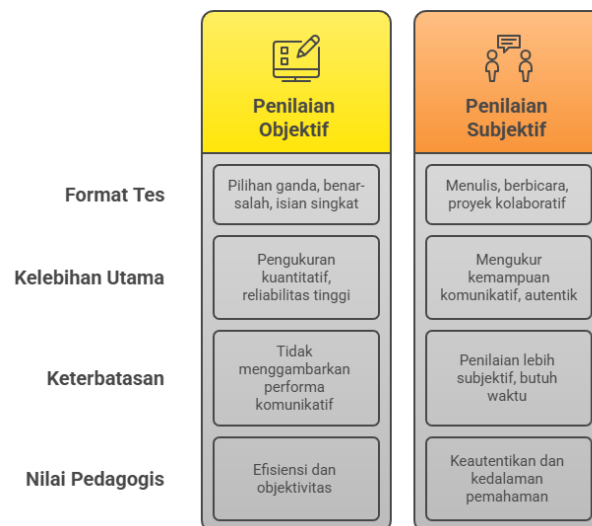 Penilaian
Objektif
Penilaian
Subjektif
Format Tes
Pilihan ganda, benar-
salah, isian singkat
Menulis, berbicara,
proyek kolaboratif
Kelebihan Utama
Pengukuran
kuantitatif,
reliabilitas tinggi
Mengukur
kemampuan
komunikatif, autentik
Keterbatasan
Tidak
menggambarkan
performa
komunikatif
Penilaian lebih
subjektif, butuh
waktu
Nilai Pedagogis
Efisiensi dan
objektivitas
Keautentikan dan
kedalaman
pemahaman